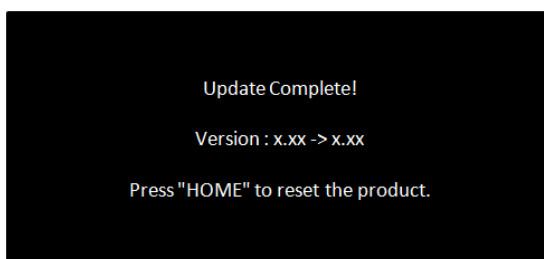 Update Complete!
Version : x.xx -> x.xx
Press "HOME" to reset the product.